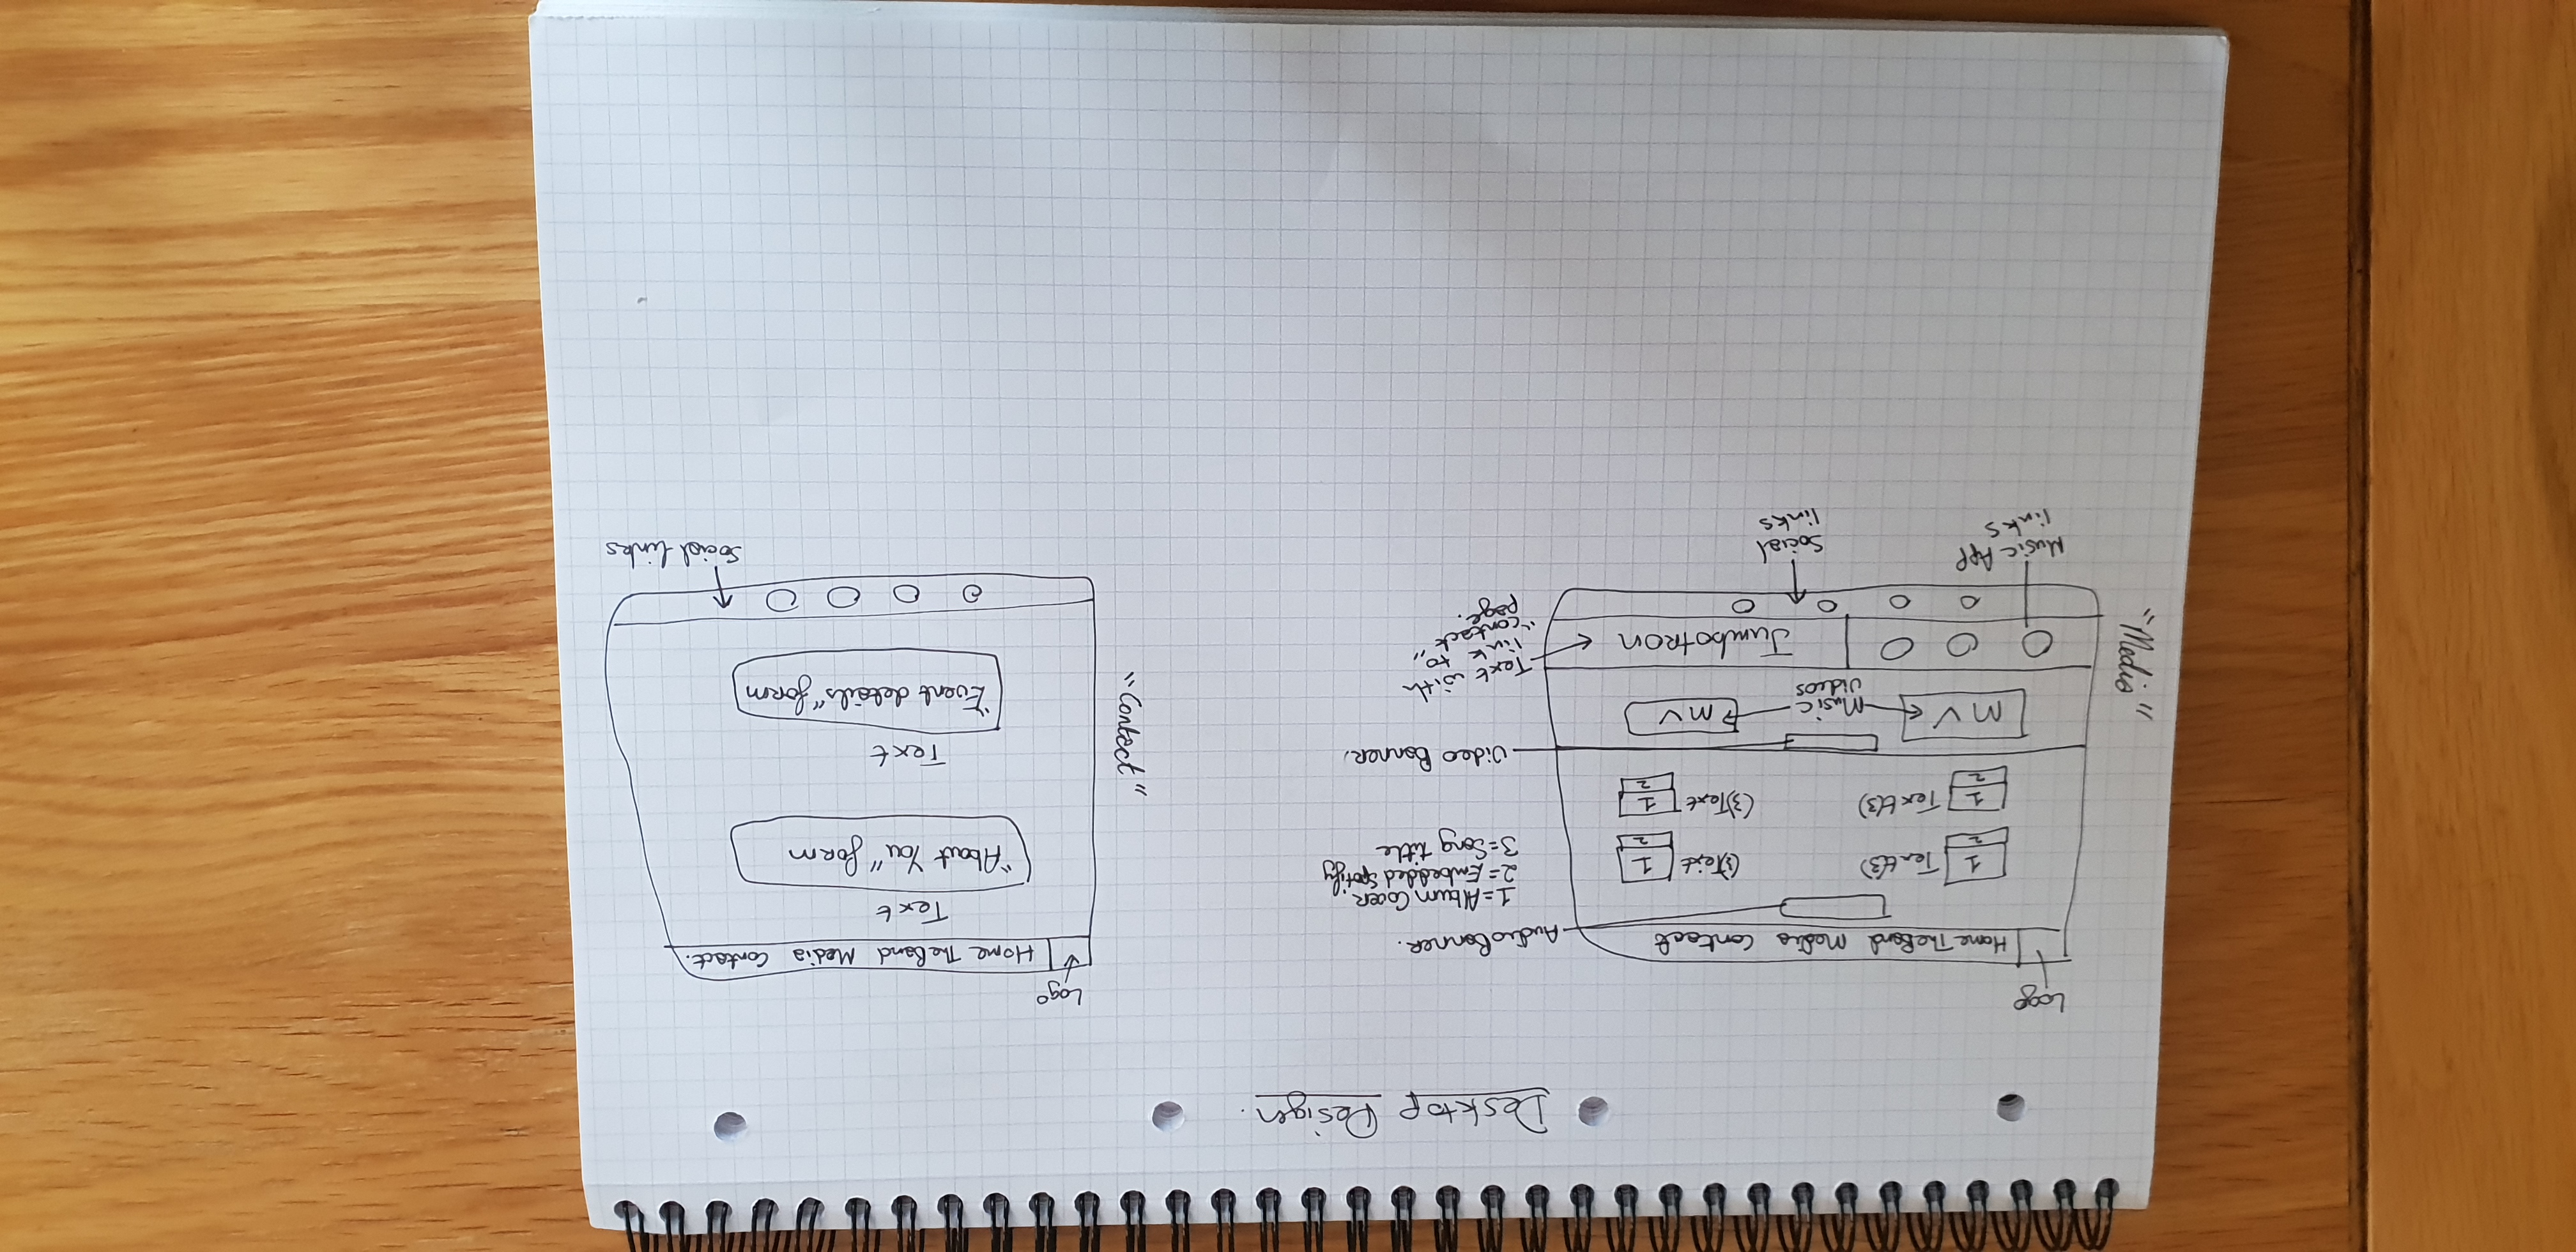 Desktop Design.
Logo
Home The Band Media Contact
Audio Banner.
1 = Album Cover
2 = Embedded Spotify
3 = Song title
1 Text(3) (3)Text 1
2 2
1 Text(3) (3)Text 1
2 2
Video Banner.
MV Music Videos MV
Jumbotron
Text with
link to
"contact"
page.
"Media"
Music App
links
Social
links
Logo
Home The Band Media Contact.
Text
"About You" form
Text
"Event details" form
"Contact"
Social links